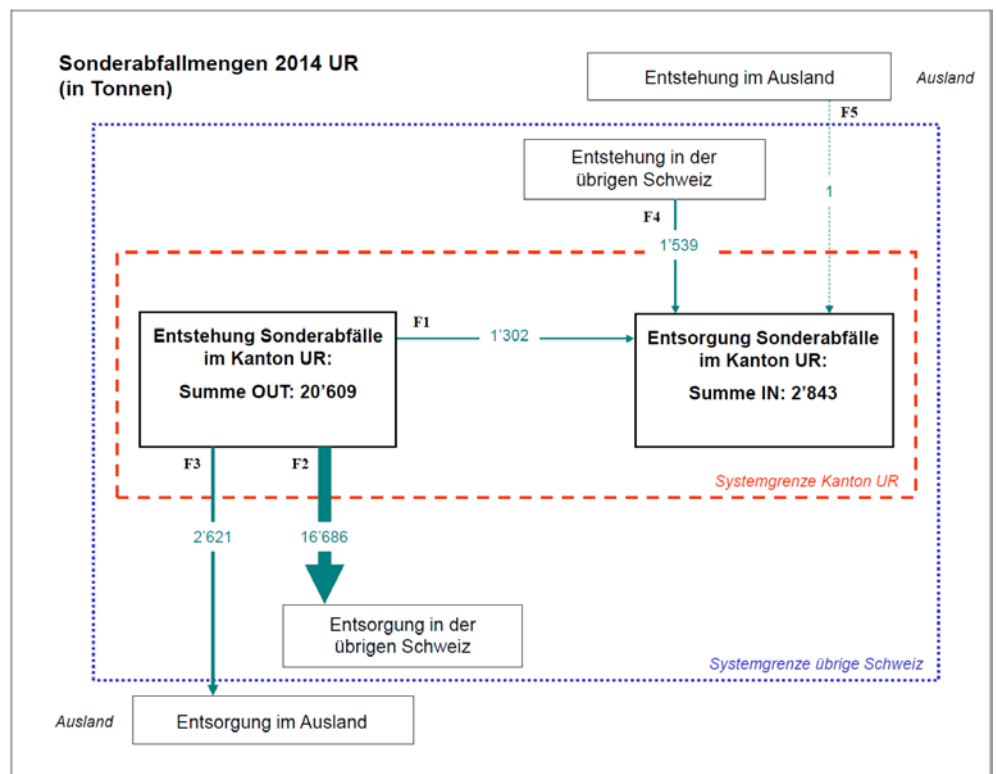 Sonderabfallmengen 2014 UR
(in Tonnen)
Entstehung im Ausland
Ausland
F5
Entstehung in der
übrigen Schweiz
1
F4
1’539
Entstehung Sonderabfälle
im Kanton UR:
Summe OUT: 20’609
F1
1’302
Entsorgung Sonderabfälle
im Kanton UR:
Summe IN: 2’843
F3
F2
Systemgrenze Kanton UR
2’621
16’686
Entsorgung in der
übrigen Schweiz
Systemgrenze übrige Schweiz
Ausland
Entsorgung im Ausland